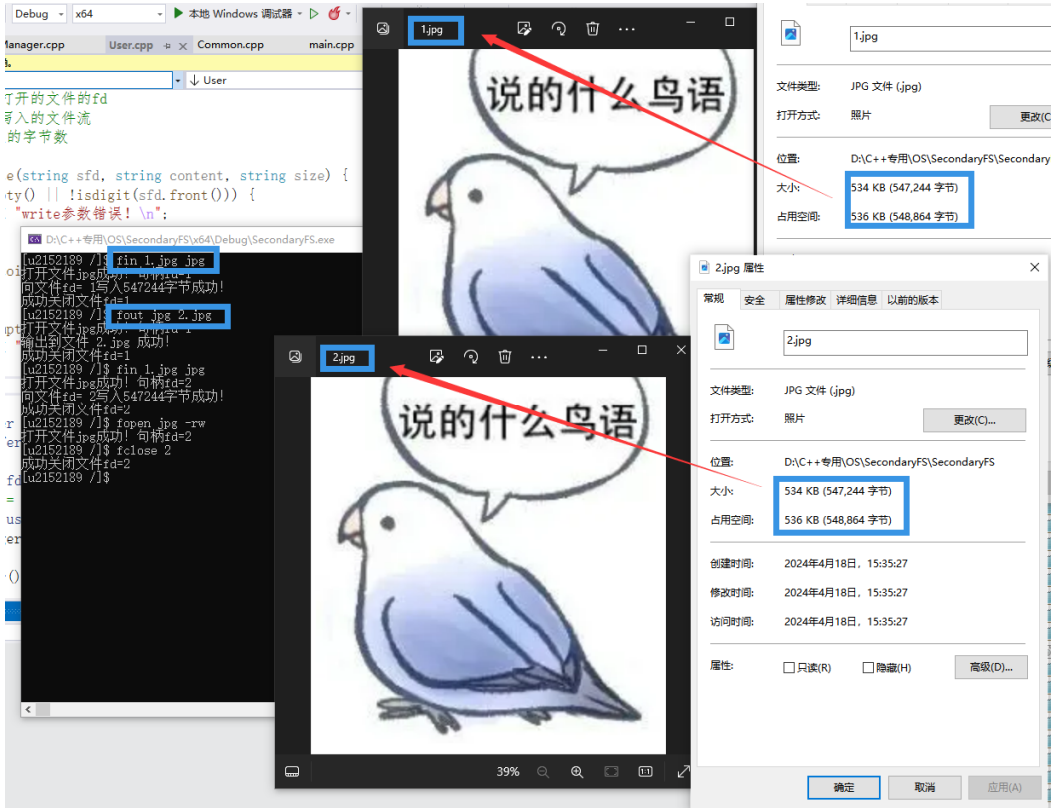 Debug x64 本地 Windows 调试器
Manager.cpp User.cpp Common.cpp main.cpp
User
打开的文件的fd
写入的文件流
的字节数
e(string sfd, string content, string size) {
ty() || !isdigit(sfd.front())) {
"write参数错误! \n";
D:\C++专用\OS\SecondaryFS\x64\Debug\SecondaryFS.exe
[u2152189 /]$ fin 1.jpg jpg
打开文件jpg成功! 句柄fd=1
向文件fd= 1写入547244字节成功!
成功关闭文件fd=1
[u2152189 /]$ fout jpg 2.jpg
打开文件jpg成功! 句柄fd=1
输出到文件 2.jpg 成功!
成功关闭文件fd=1
[u2152189 /]$ fin 1.jpg jpg
打开文件jpg成功! 句柄fd=2
向文件fd= 2写入547244字节成功!
成功关闭文件fd=2
[u2152189 /]$ fopen jpg -rw
打开文件jpg成功! 句柄fd=2
[u2152189 /]$ fclose 2
成功关闭文件fd=2
[u2152189 /]$
1.jpg
说的什么鸟语
1.jpg
文件类型: JPG 文件 (.jpg)
打开方式: 照片 更改(C
位置: D:\C++专用\OS\SecondaryFS\Secondary
大小: 534 KB (547,244 字节)
占用空间: 536 KB (548,864 字节)
2.jpg
说的什么鸟语
39%
1:1
2.jpg 属性
常规 安全 属性修改 详细信息 以前的版本
2.jpg
文件类型: JPG 文件 (.jpg)
打开方式: 照片 更改(C)...
位置: D:\C++专用\OS\SecondaryFS\SecondaryFS
大小: 534 KB (547,244 字节)
占用空间: 536 KB (548,864 字节)
创建时间: 2024年4月18日，15:35:27
修改时间: 2024年4月18日，15:35:27
访问时间: 2024年4月18日，15:35:27
属性: 只读(R) 隐藏(H) 高级(D)...
确定 取消 应用(A)